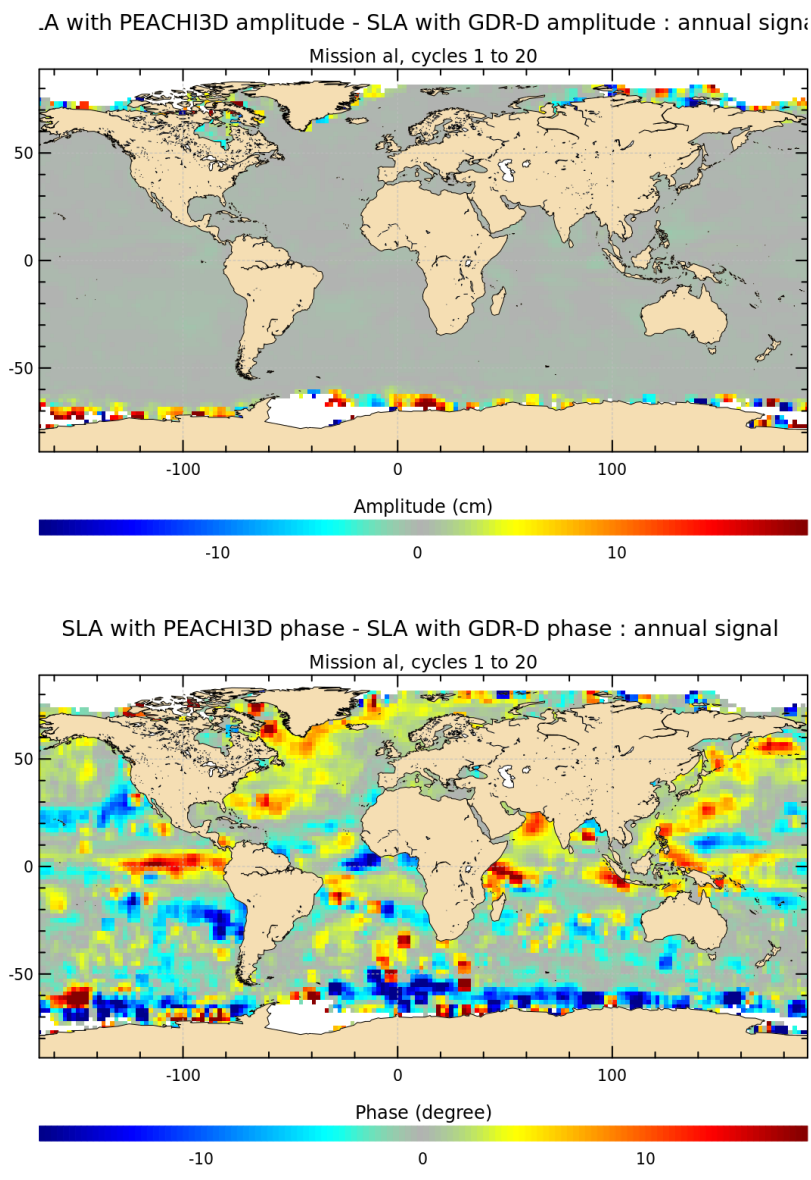 .A with PEACHI3D amplitude - SLA with GDR-D amplitude : annual signa
Mission al, cycles 1 to 20
50
0
-50
-100 0 100
Amplitude (cm)
-10 0 10
SLA with PEACHI3D phase - SLA with GDR-D phase : annual signal
Mission al, cycles 1 to 20
50
0
-50
-100 0 100
Phase (degree)
-10 0 10